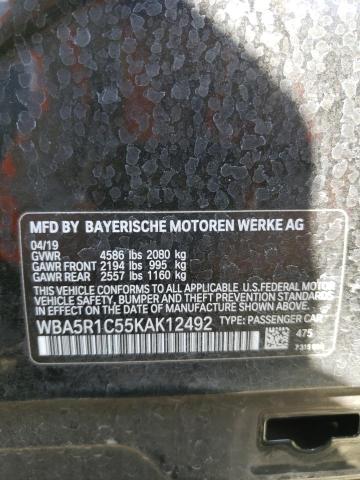 MFD BY BAYERISCHE MOTOREN WERKE AG
04/19
GVWR 4586 lbs 2080 kg
GAWR FRONT 2194 lbs 995 kg
GAWR REAR 2557 lbs 1160 kg
THIS VEHICLE CONFORMS TO ALL APPLICABLE U.S. FEDERAL MOTOR
VEHICLE SAFETY, BUMPER, AND THEFT PREVENTION STANDARDS
IN EFFECT ON THE DATE OF MANUFACTURE SHOWN ABOVE.
WBA5R1C55KAK12492 TYPE: PASSENGER CAR
475